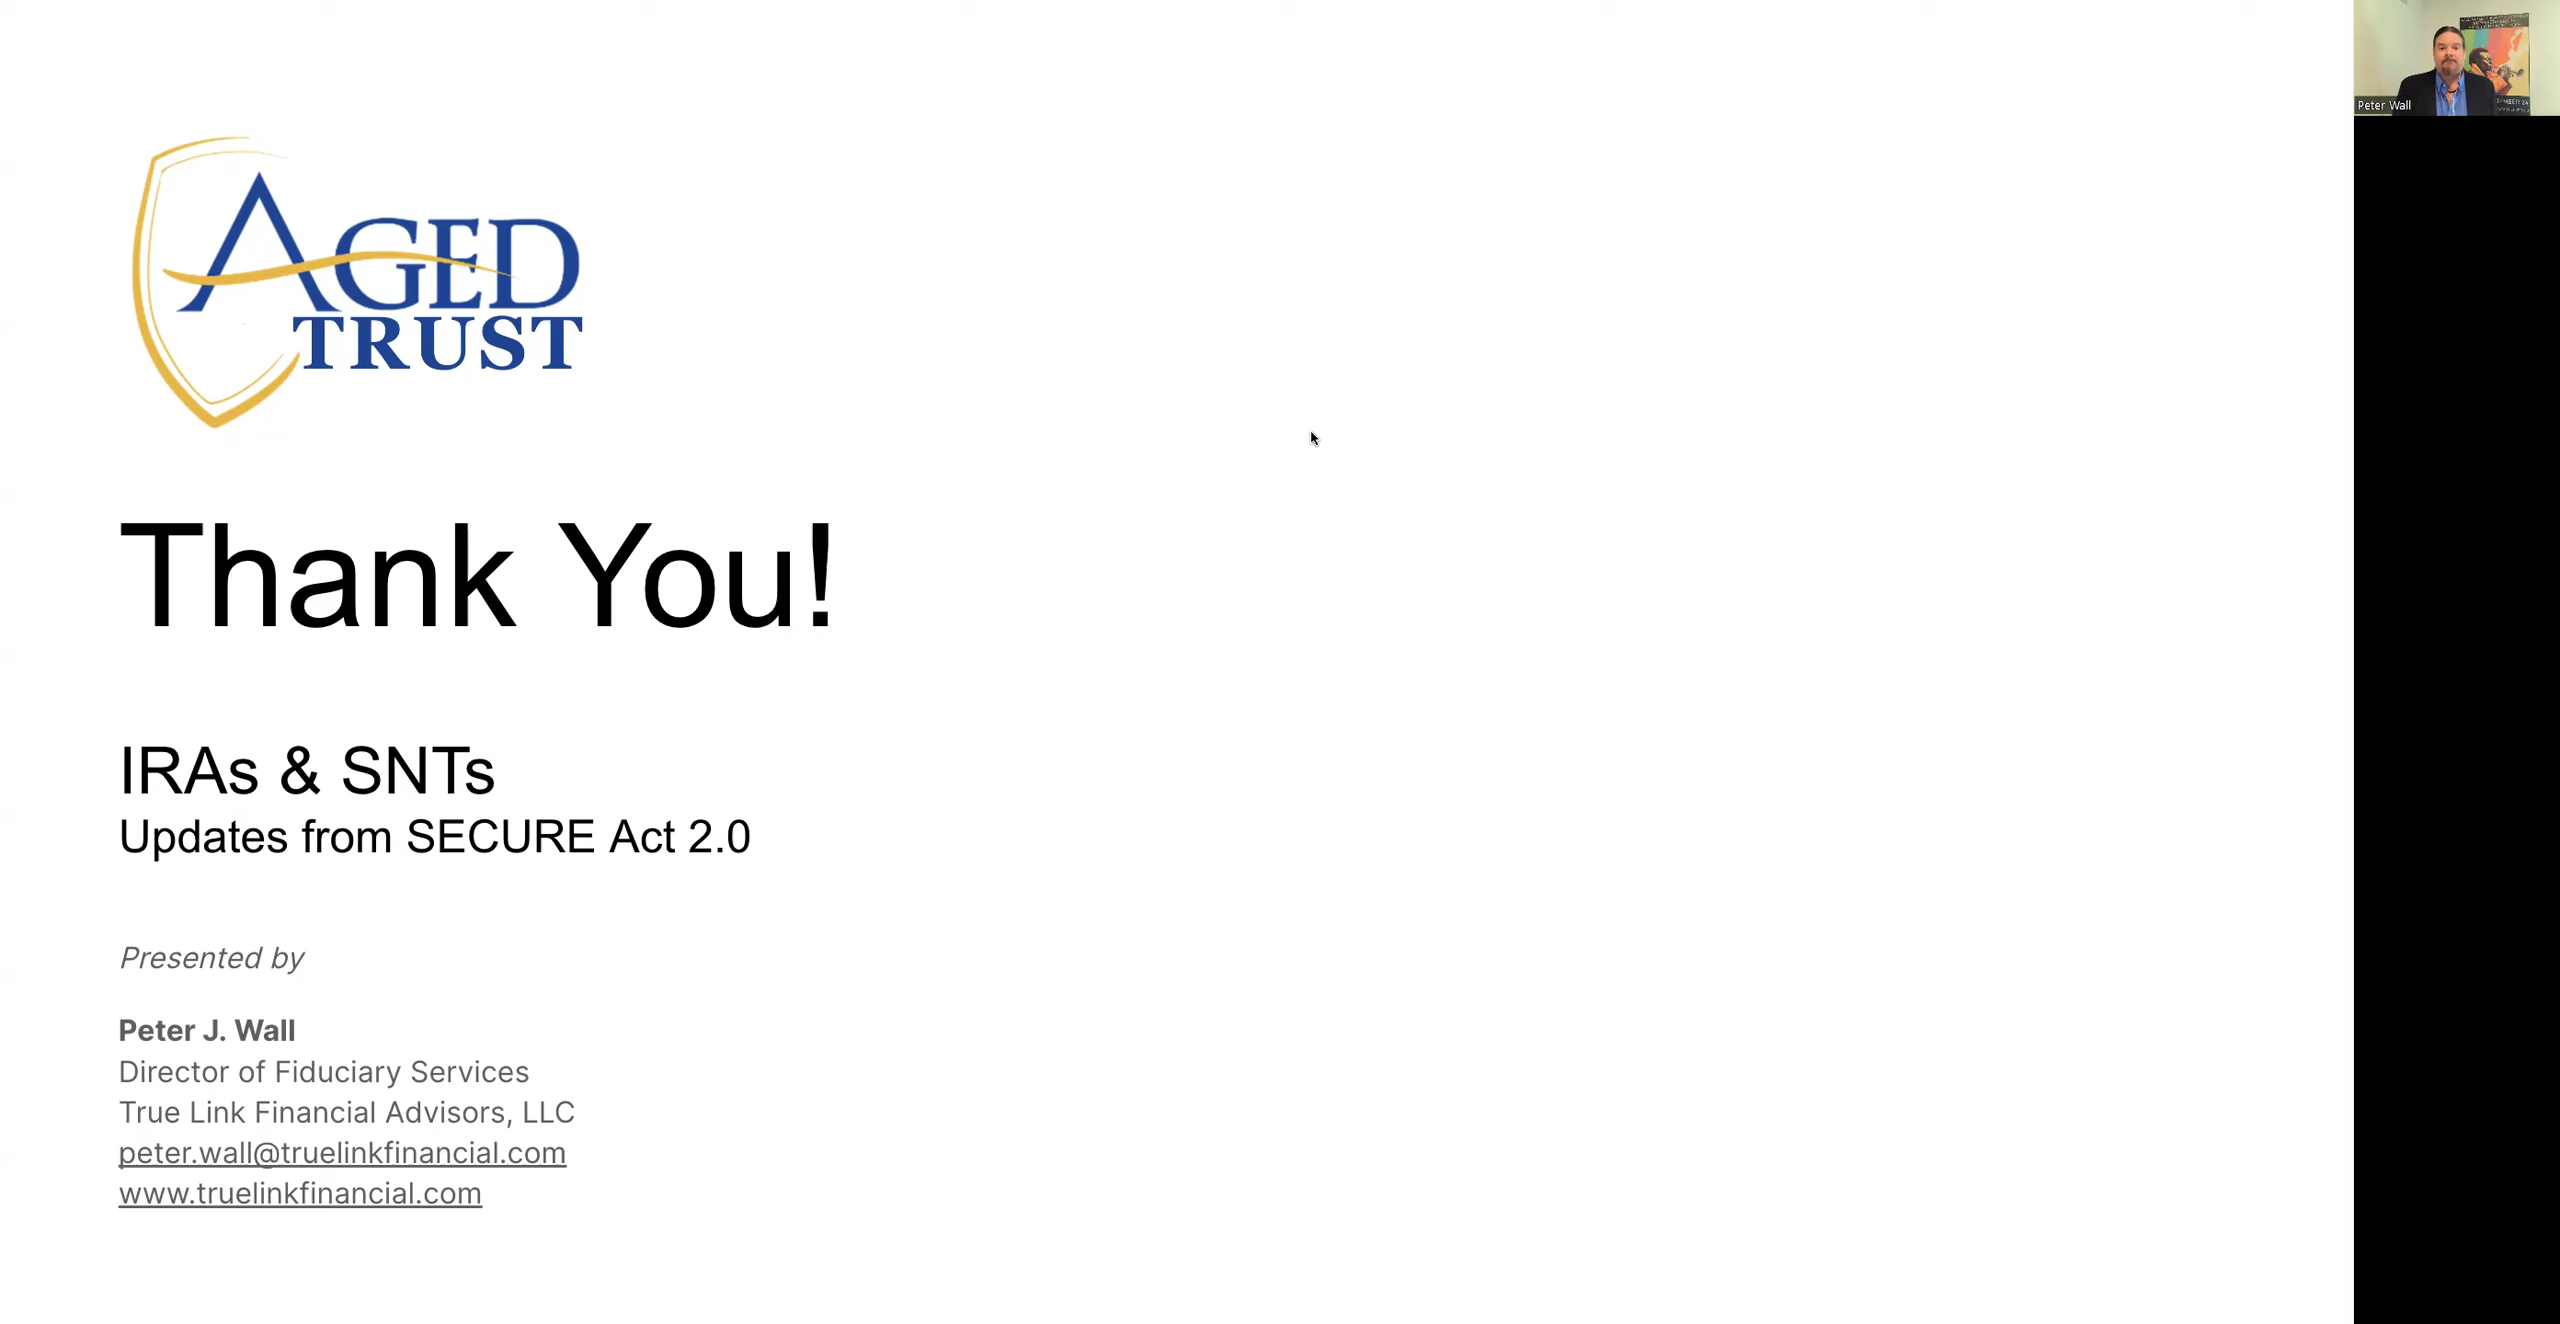 AGED
TRUST
Thank You!
IRAs & SNTs
Updates from SECURE Act 2.0
Presented by
Peter J. Wall
Director of Fiduciary Services
True Link Financial Advisors, LLC
peter.wall@truelinkfinancial.com
www.truelinkfinancial.com
Peter Wall